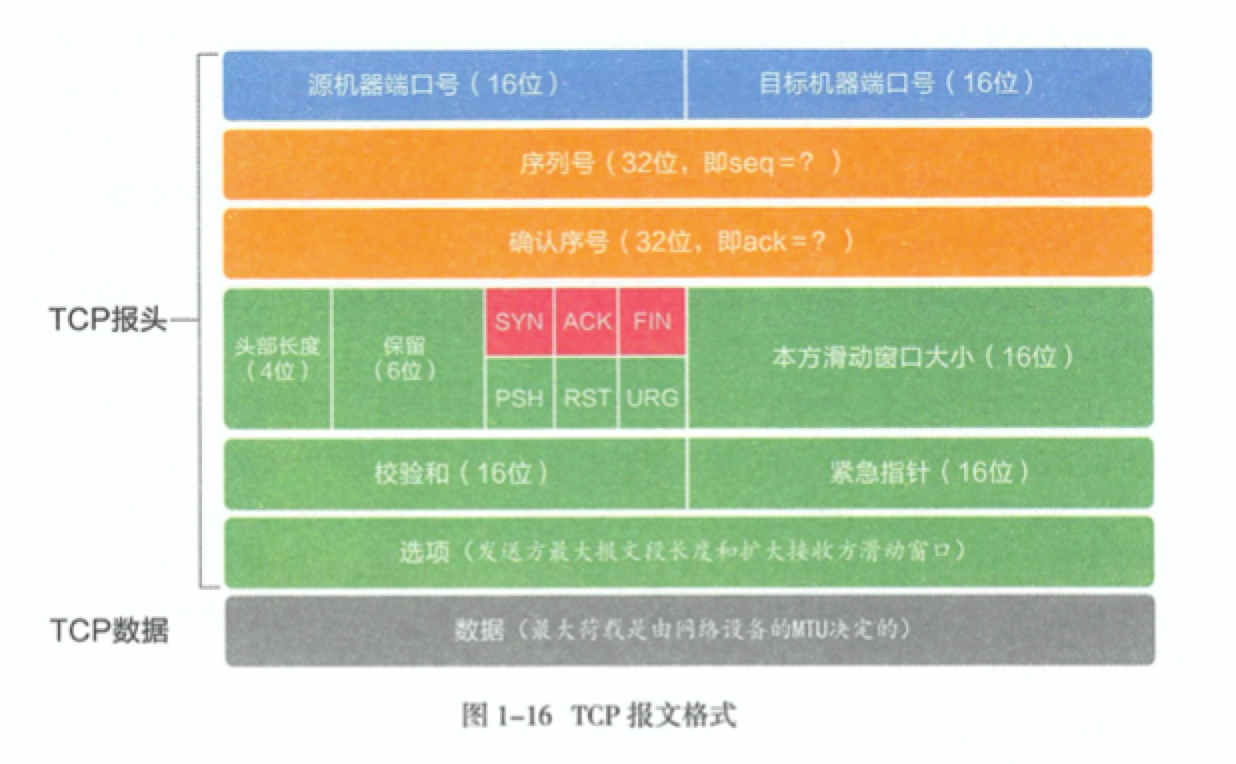 源机器端口号（16位）
目标机器端口号（16位）
序列号（32位，即seq=？）
确认序号（32位，即ack=？）
TCP报头
头部长度
（4位）
保留
（6位）
SYN ACK FIN
PSH RST URG
本方滑动窗口大小（16位）
校验和（16位）
紧急指针（16位）
选项（发送方最大报文段长度和扩大接收方滑动窗口）
TCP数据
数据（最大荷载是由网络设备的MTU决定的）
图 1-16 TCP 报文格式